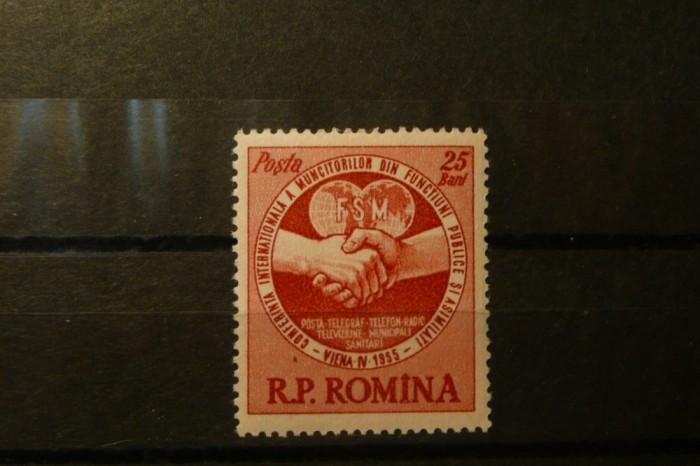 Poşta
25
Bani
CONFERINTA INTERNATIONALA A MUNCITORILOR DIN FUNCTIUNI PUBLICE SI ASIMILATI
FSM
POSTA-TELEGRAF-TELEFON-RADIO
TELEVIZIUNE-MUNICIPALI
SANITARI
- VIENA·IV·1955 -
R.P. ROMÎNA